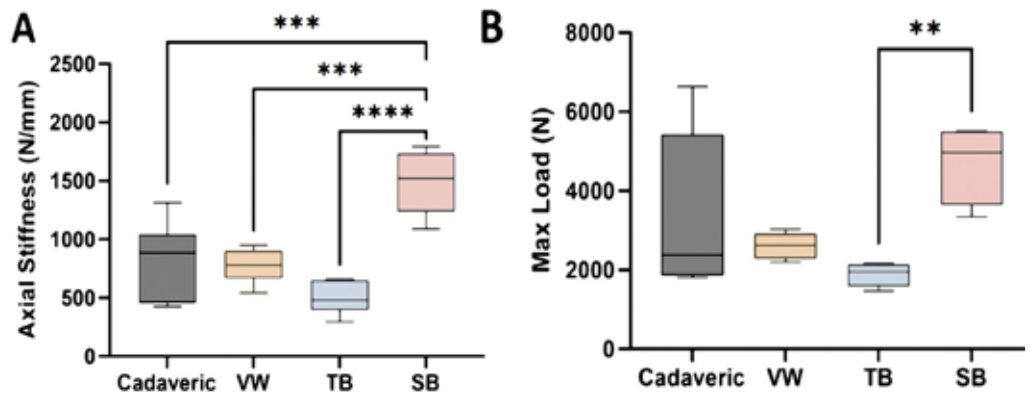 A
Axial Stiffness (N/mm)
2500
2000
1500
1000
500
0
***
***
****
Cadaveric VW TB SB
B
Max Load (N)
8000
6000
4000
2000
0
**
Cadaveric VW TB SB